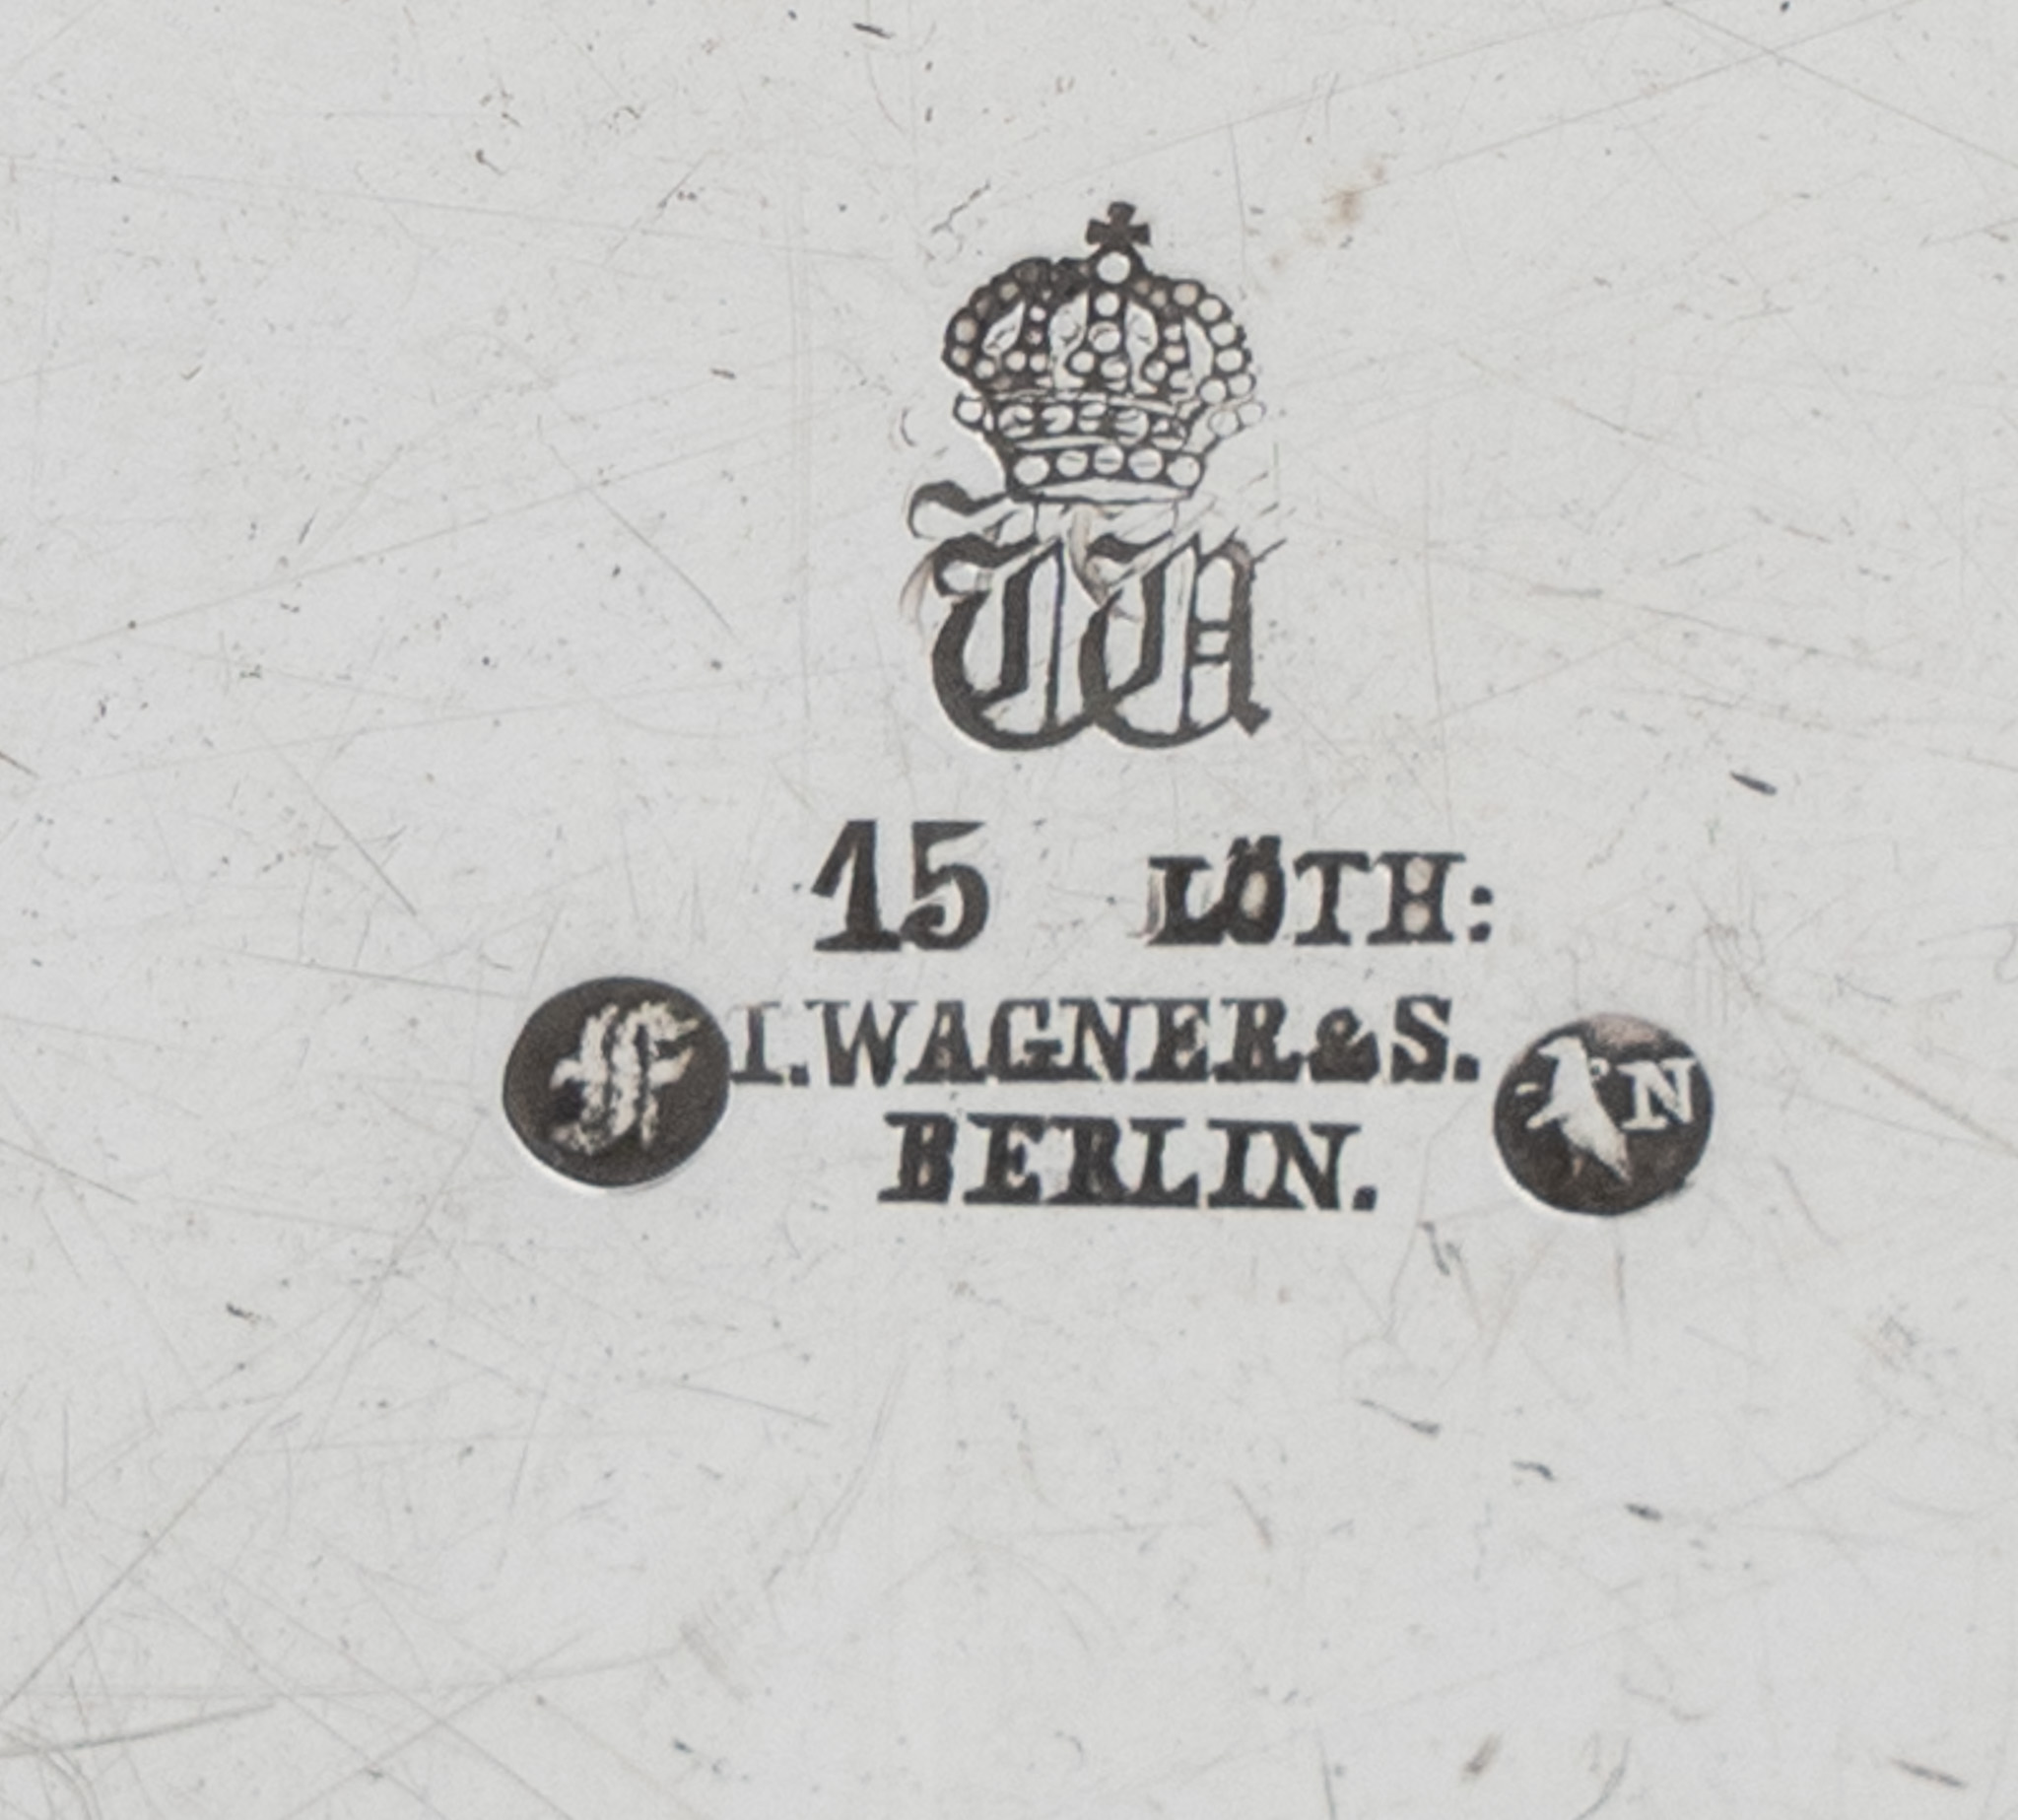 W
15 LÖTH:
I.WAGNER&S.
N
BERLIN.